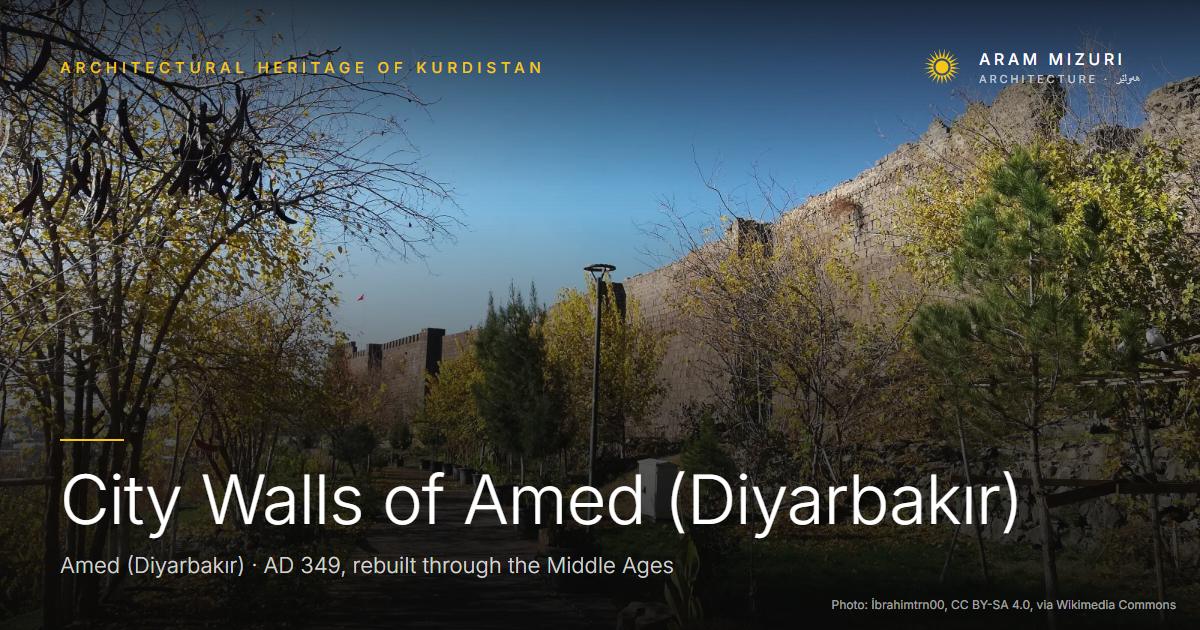 ARCHITECTURAL HERITAGE OF KURDISTAN
ARAM MIZURI
ARCHITECTURE · هەولێر
City Walls of Amed (Diyarbakır)
Amed (Diyarbakır) · AD 349, rebuilt through the Middle Ages
Photo: İbrahimtrn00, CC BY-SA 4.0, via Wikimedia Commons